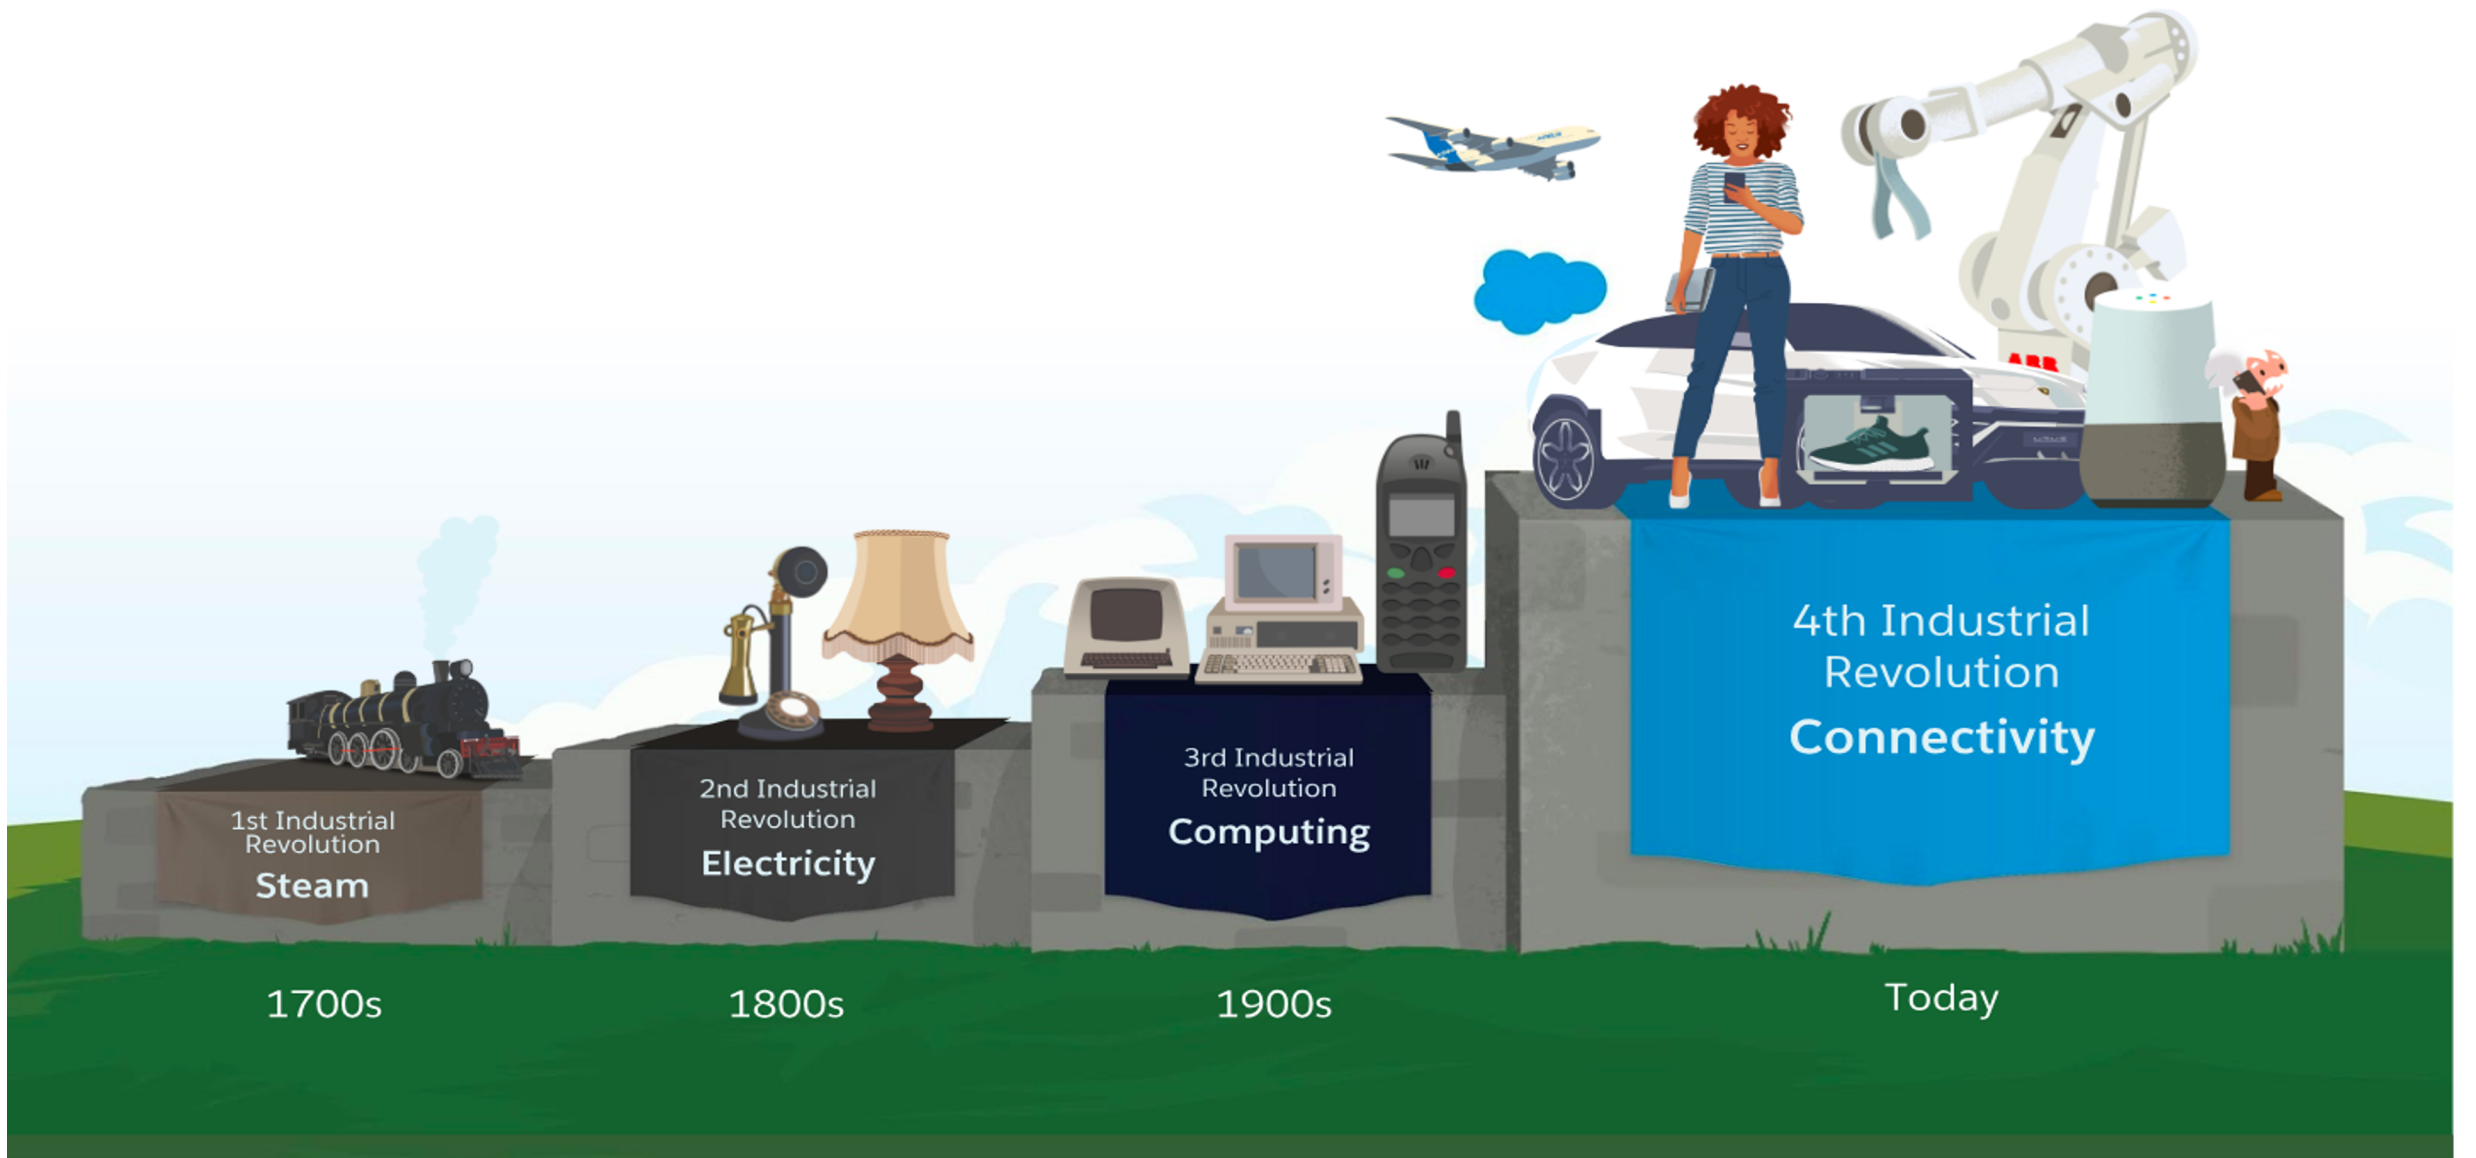 1st Industrial
Revolution
Steam
2nd Industrial
Revolution
Electricity
3rd Industrial
Revolution
Computing
4th Industrial
Revolution
Connectivity
ABB
1700s
1800s
1900s
Today